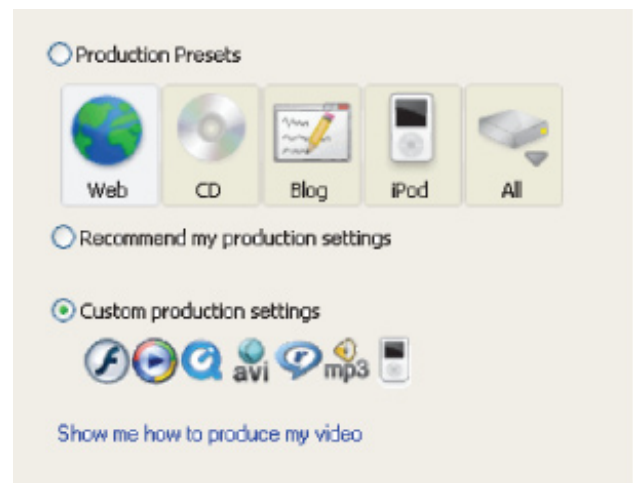 Production Presets
Web CD Blog iPod All
Recommend my production settings
Custom production settings
avi mp3
Show me how to produce my video